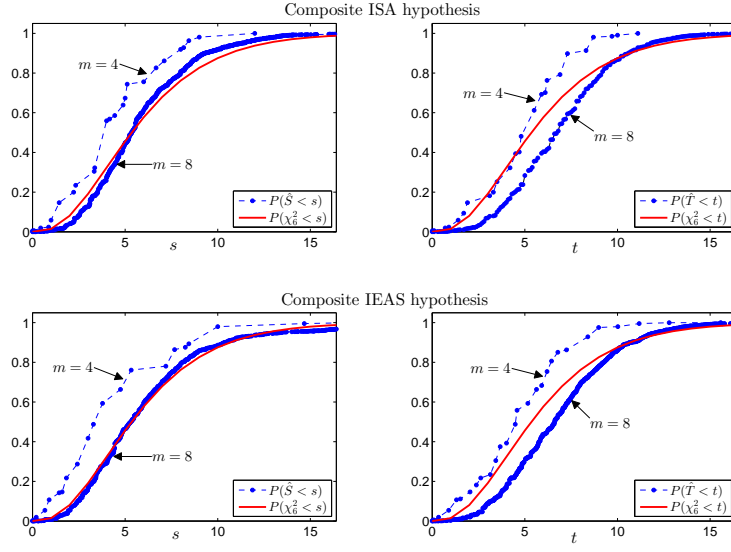 Composite ISA hypothesis
1
0.8
0.6
0.4
0.2
0
0 5 10 15
s
m = 4
m = 8
P(Ŝ < s)
P(χ²₆ < s)
1
0.8
0.6
0.4
0.2
0
0 5 10 15
t
m = 4
m = 8
P(T̂ < t)
P(χ²₆ < t)
Composite IEAS hypothesis
1
0.8
0.6
0.4
0.2
0
0 5 10 15
s
m = 4
m = 8
P(Ŝ < s)
P(χ²₆ < s)
1
0.8
0.6
0.4
0.2
0
0 5 10 15
t
m = 4
m = 8
P(T̂ < t)
P(χ²₆ < t)